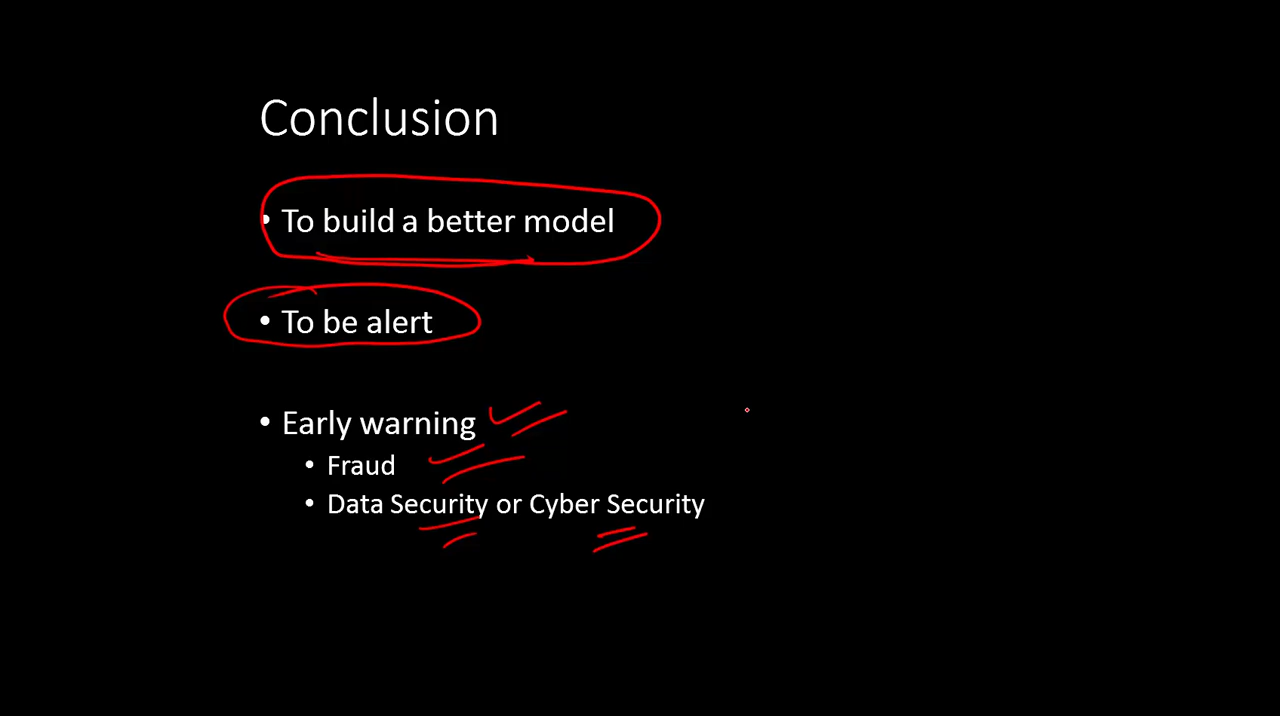 Conclusion
• To build a better model
• To be alert
• Early warning
• Fraud
• Data Security or Cyber Security